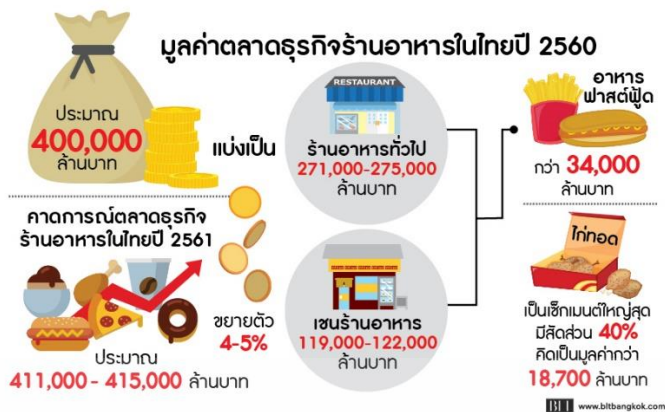 มูลค่าตลาดธุรกิจร้านอาหารในไทยปี 2560
ประมาณ
400,000
ล้านบาท
แบ่งเป็น
RESTAURANT
ร้านอาหารทั่วไป
271,000-275,000
ล้านบาท
เชนร้านอาหาร
119,000-122,000
ล้านบาท
อาหาร
ฟาสต์ฟู้ด
กว่า 34,000
ล้านบาท
ไก่ทอด
เป็นเซ็กเมนต์ใหญ่สุด
มีสัดส่วน 40%
คิดเป็นมูลค่ากว่า
18,700 ล้านบาท
คาดการณ์ตลาดธุรกิจ
ร้านอาหารในไทยปี 2561
ขยายตัว
4-5%
ประมาณ
411,000 - 415,000 ล้านบาท
BLT www.bltbangkok.com